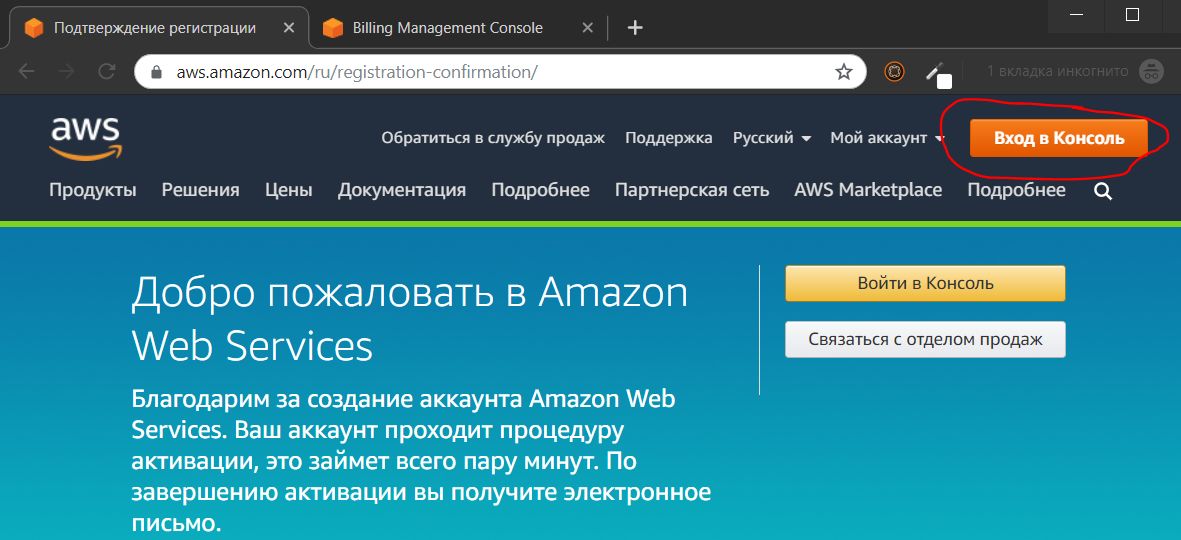 Подтверждение регистрации
Billing Management Console
aws.amazon.com/ru/registration-confirmation/
1 вкладка инкогнито
aws
Обратиться в службу продаж Поддержка Русский Мой аккаунт Вход в Консоль
Продукты Решения Цены Документация Подробнее Партнерская сеть AWS Marketplace Подробнее
Добро пожаловать в Amazon
Web Services
Войти в Консоль
Связаться с отделом продаж
Благодарим за создание аккаунта Amazon Web
Services. Ваш аккаунт проходит процедуру
активации, это займет всего пару минут. По
завершению активации вы получите электронное
письмо.